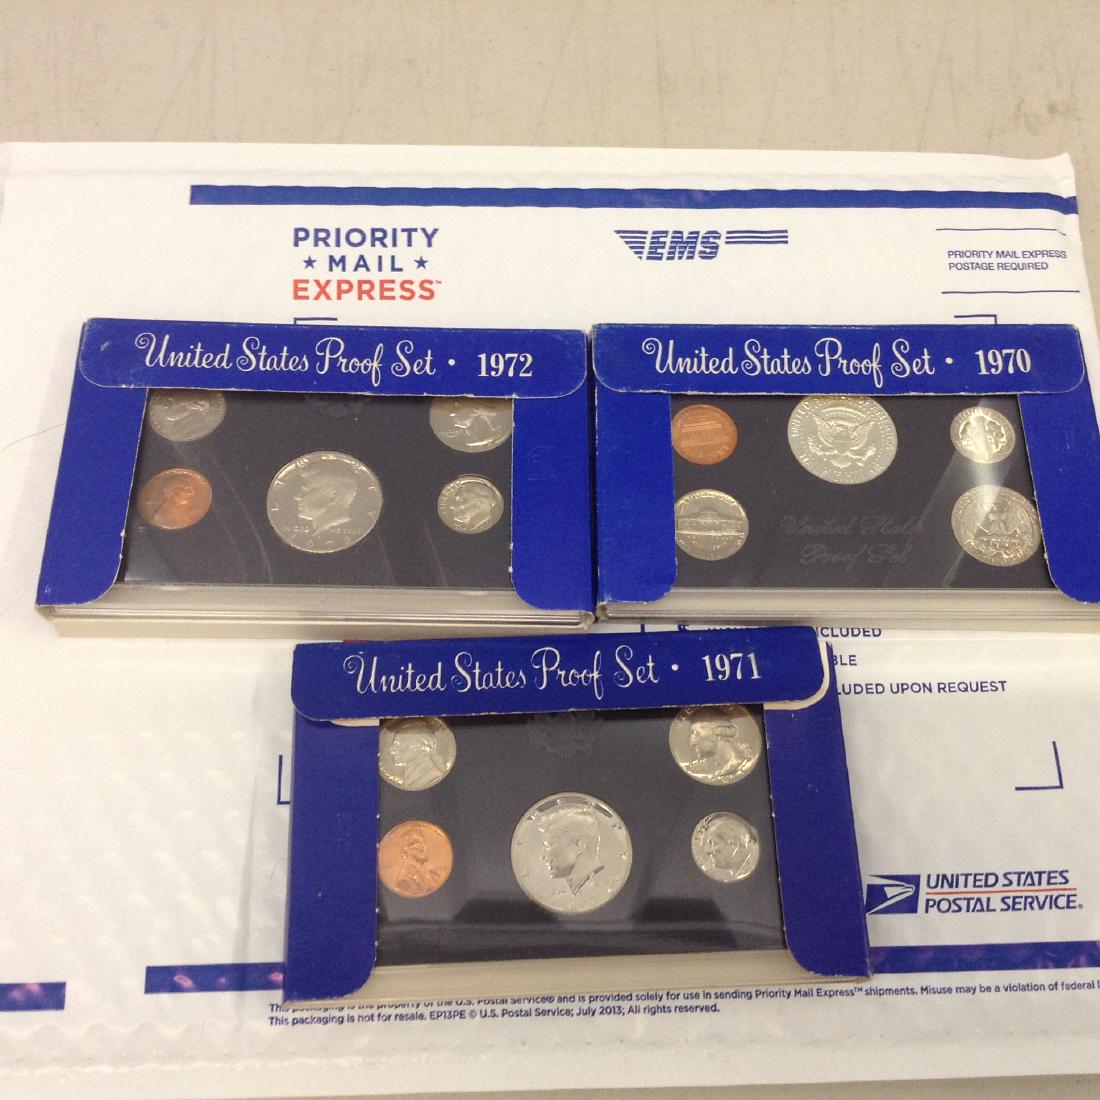 PRIORITY
★ MAIL ★
EXPRESS™
EMS
PRIORITY MAIL EXPRESS
POSTAGE REQUIRED
United States Proof Set • 1972
United States Proof Set • 1970
United States
Proof Set
INCLUDED
BLE
LUDED UPON REQUEST
United States Proof Set • 1971
UNITED STATES
POSTAL SERVICE®
This packaging is the property of the U.S. Postal Service® and is provided solely for use in sending Priority Mail Express™ shipments. Misuse may be a violation of federal
This packaging is not for resale. EP13PE © U.S. Postal Service; July 2013; All rights reserved.